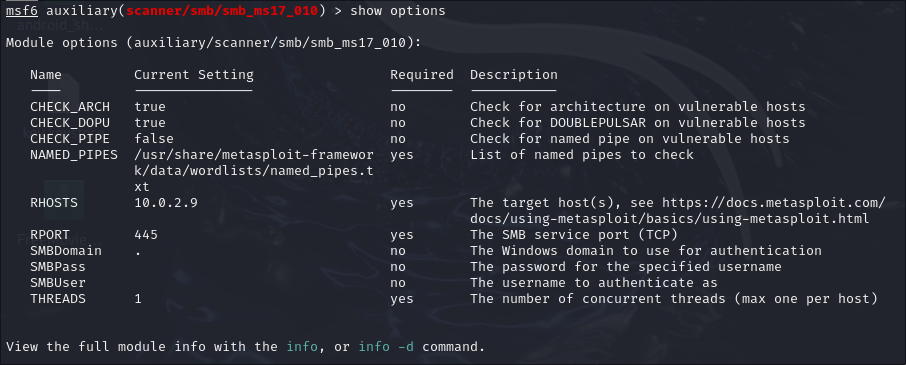 msf6 auxiliary(scanner/smb/smb_ms17_010) > show options
Module options (auxiliary/scanner/smb/smb_ms17_010):
Name Current Setting Required Description
CHECK_ARCH true no Check for architecture on vulnerable hosts
CHECK_DOPU true no Check for DOUBLEPULSAR on vulnerable hosts
CHECK_PIPE false no Check for named pipe on vulnerable hosts
NAMED_PIPES /usr/share/metasploit-framewor yes List of named pipes to check
k/data/wordlists/named_pipes.t
xt
RHOSTS 10.0.2.9 yes The target host(s), see https://docs.metasploit.com/
docs/using-metasploit/basics/using-metasploit.html
RPORT 445 yes The SMB service port (TCP)
SMBDomain . no The Windows domain to use for authentication
SMBPass no The password for the specified username
SMBUser no The username to authenticate as
THREADS 1 yes The number of concurrent threads (max one per host)
View the full module info with the info, or info -d command.